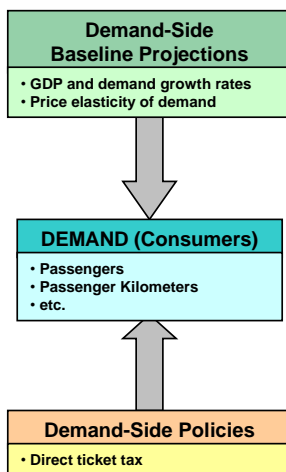 Demand-Side
Baseline Projections
• GDP and demand growth rates
• Price elasticity of demand
DEMAND (Consumers)
• Passengers
• Passenger Kilometers
• etc.
Demand-Side Policies
• Direct ticket tax